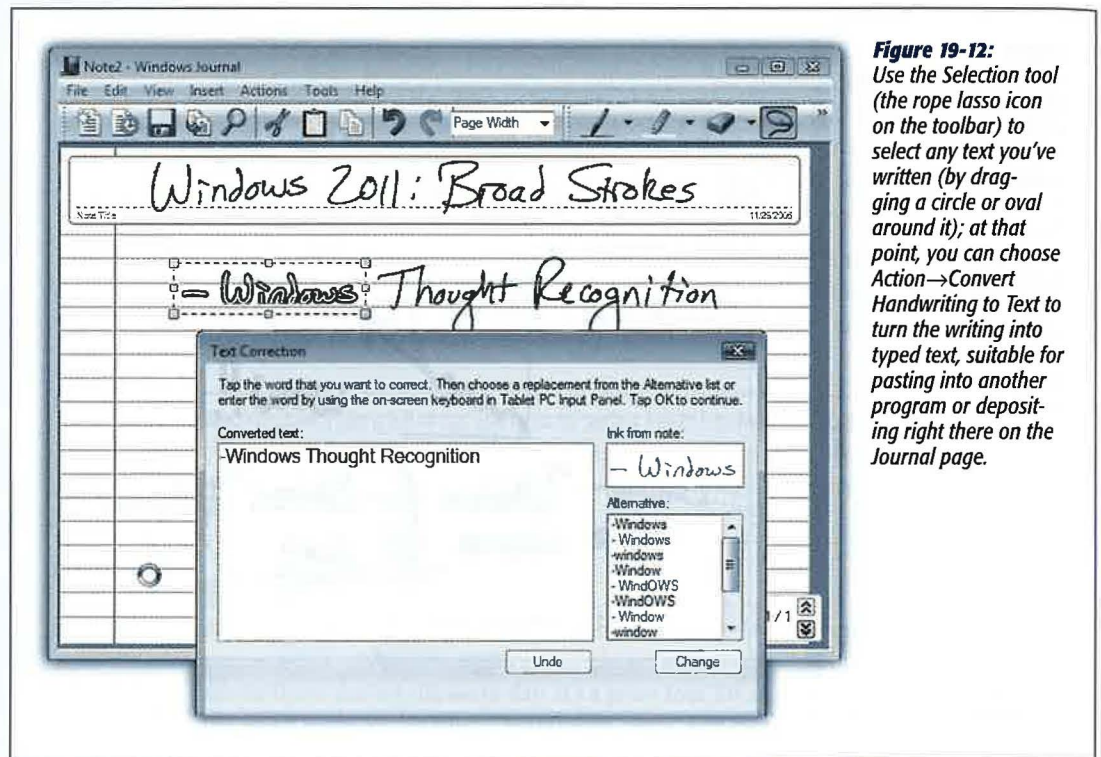 Note2 - Windows Journal
File Edit View Insert Actions Tools Help
Page Width
»
Windows 2011: Broad Strokes
Note Title
11/26/2006
- Windows Thought Recognition
Text Correction
Tap the word that you want to correct. Then choose a replacement from the Alternative list or
enter the word by using the on-screen keyboard in Tablet PC Input Panel. Tap OK to continue.
Converted text:
-Windows Thought Recognition
Ink from note:
- Windows
Alternative:
-Windows
- Windows
-windows
-Window
- WindOWS
-WindOWS
- Window
-window
1/1
Undo
Change
Figure 19-12:
Use the Selection tool
(the rope lasso icon
on the toolbar) to
select any text you've
written (by drag-
ging a circle or oval
around it); at that
point, you can choose
Action→Convert
Handwriting to Text to
turn the writing into
typed text, suitable for
pasting into another
program or deposit-
ing right there on the
Journal page.